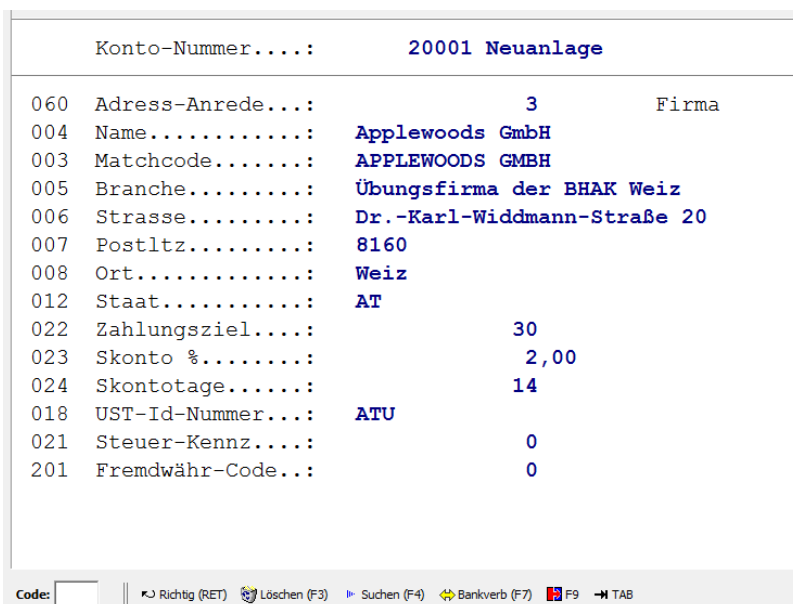 Konto-Nummer....: 20001 Neuanlage
060 Adress-Anrede...: 3 Firma
004 Name............: Applewoods GmbH
003 Matchcode.......: APPLEWOODS GMBH
005 Branche.........: Übungsfirma der BHAK Weiz
006 Strasse.........: Dr.-Karl-Widdmann-Straße 20
007 Postltz.........: 8160
008 Ort.............: Weiz
012 Staat...........: AT
022 Zahlungsziel....: 30
023 Skonto %........: 2,00
024 Skontotage......: 14
018 UST-Id-Nummer...: ATU
021 Steuer-Kennz....: 0
201 Fremdwähr-Code..: 0
Code: Richtig (RET) Löschen (F3) Suchen (F4) Bankverb (F7) F9 TAB